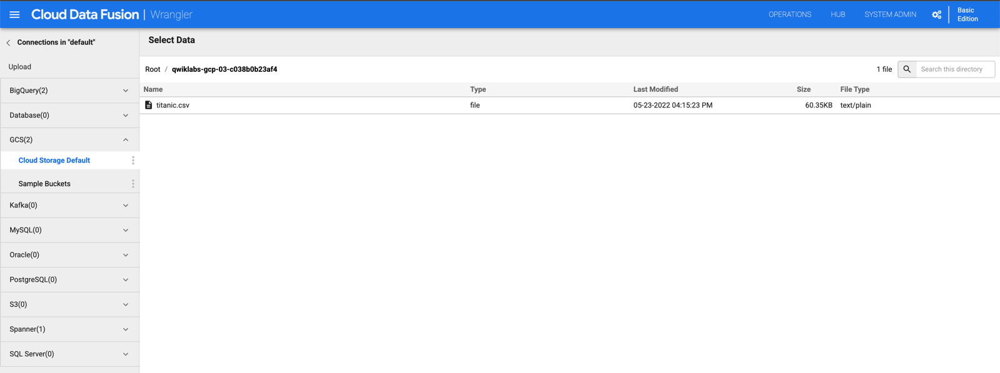 Cloud Data Fusion | Wrangler
OPERATIONS HUB SYSTEM ADMIN Basic Edition
Connections in "default"
Upload
BigQuery(2)
Database(0)
GCS(2)
Cloud Storage Default
Sample Buckets
Kafka(0)
MySQL(0)
Oracle(0)
PostgreSQL(0)
S3(0)
Spanner(1)
SQL Server(0)
Select Data
Root / qwiklabs-gcp-03-c038b0b23af4
1 file Search this directory
Name Type Last Modified Size File Type
titanic.csv file 05-23-2022 04:15:23 PM 60.35KB text/plain